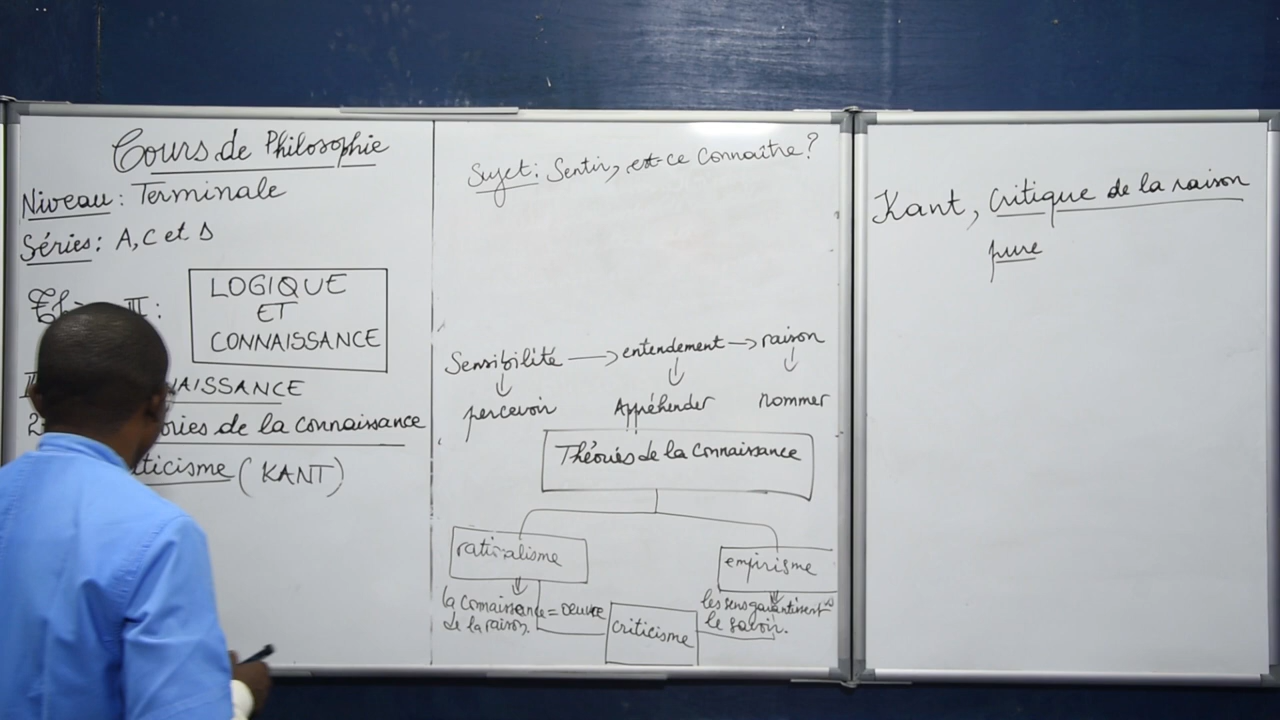 Cours de Philosophie
Niveau : Terminale
Séries : A, C et D
III :
LOGIQUE
ET
CONNAISSANCE
NAISSANCE
ories de la connaissance
iticisme (KANT)
Sujet : Sentir, est-ce Connaître ?
Sensibilité → entendement → raison
percevoir Appréhender nommer
Théories de la Connaissance
rationalisme
empirisme
la Connaissance = Oeuvre
de la raison.
les sens garantissent
le savoir.
criticisme
Kant, Critique de la raison
pure